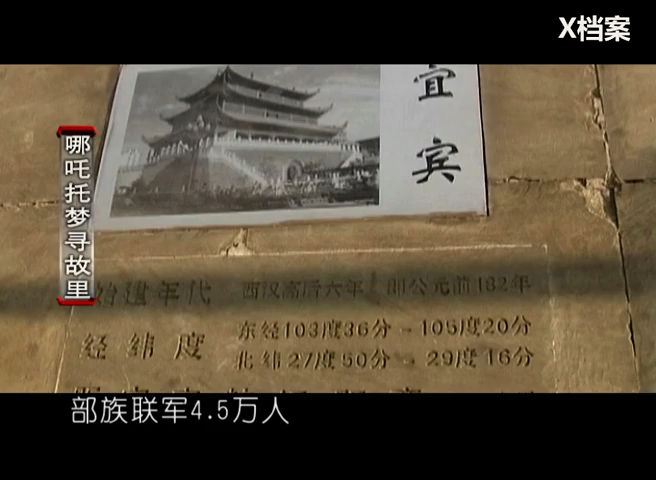 X档案
宜宾
哪吒托梦寻故里
始建年代 西汉高后六年 即公元前182年
经纬度 东经103度36分－105度20分
北纬27度50分－29度16分
部族联军4.5万人